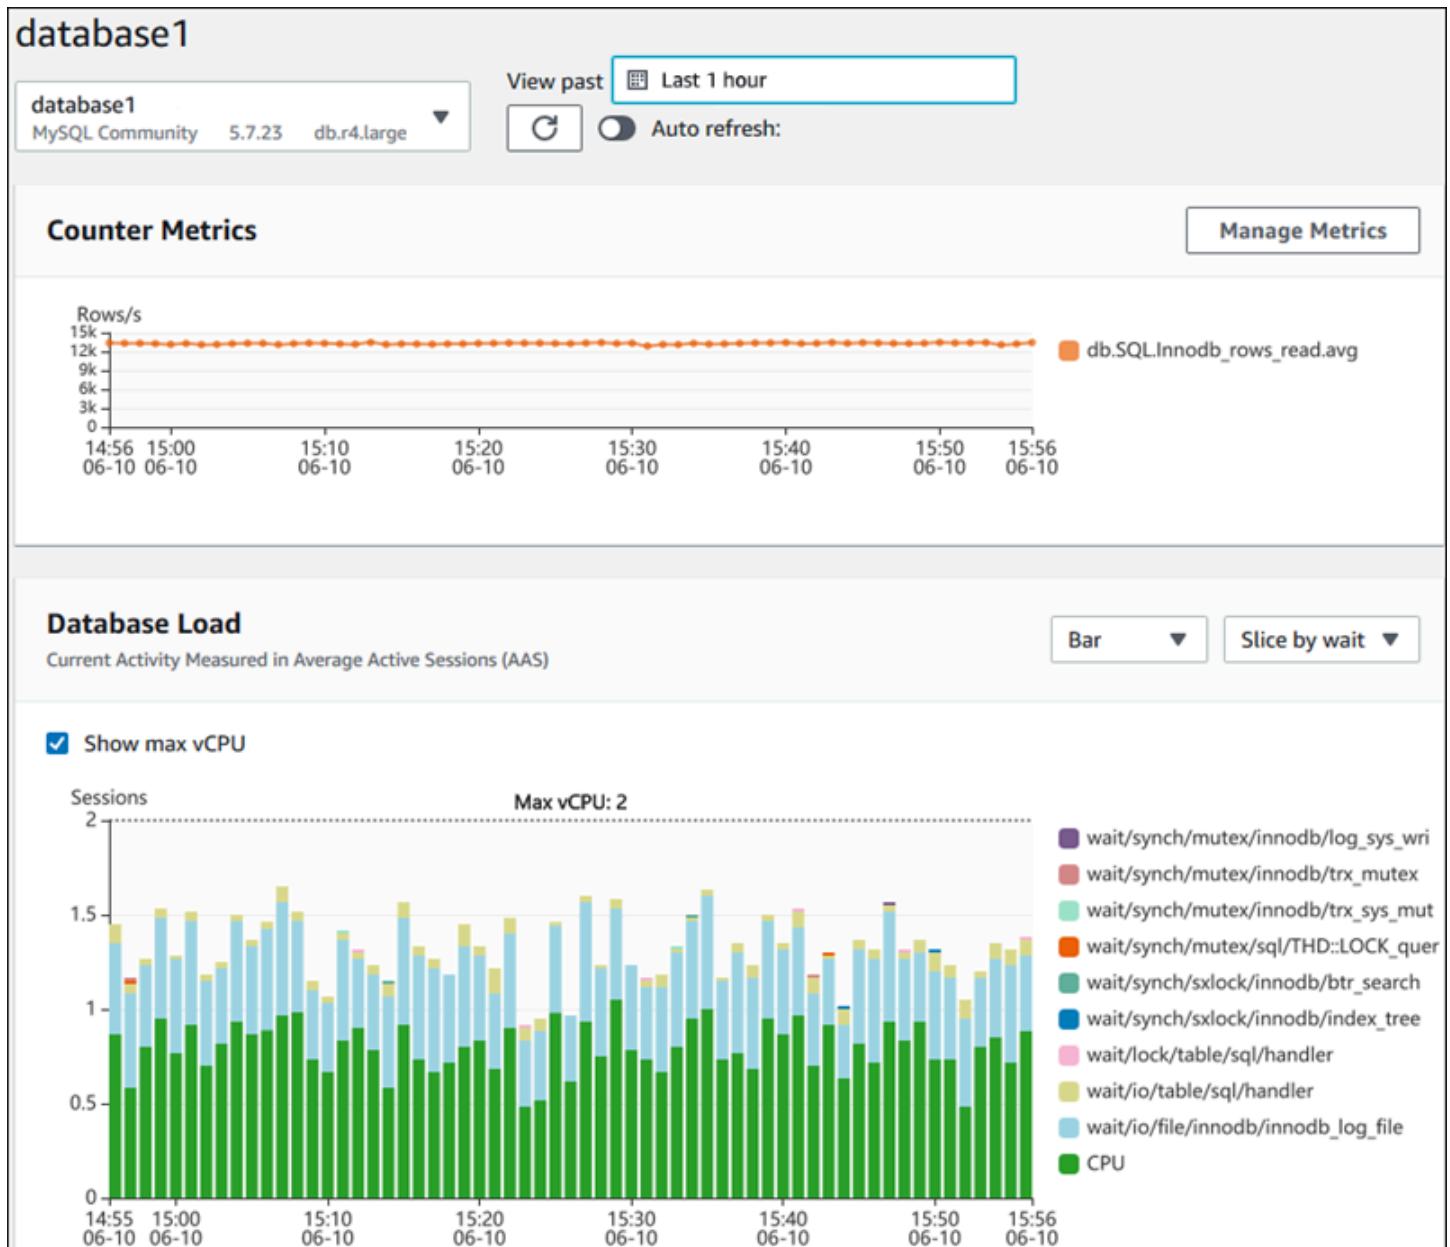 database1
database1
MySQL Community 5.7.23 db.r4.large
View past
Last 1 hour
Auto refresh:
Counter Metrics
Manage Metrics
Rows/s
15k
12k
9k
6k
3k
0
14:56 15:00 15:10 15:20 15:30 15:40 15:50 15:56
06-10 06-10 06-10 06-10 06-10 06-10 06-10 06-10
db.SQL.Innodb_rows_read.avg
Database Load
Current Activity Measured in Average Active Sessions (AAS)
Bar
Slice by wait
Show max vCPU
Sessions
Max vCPU: 2
2
1.5
1
0.5
0
14:55 15:00 15:10 15:20 15:30 15:40 15:50 15:56
06-10 06-10 06-10 06-10 06-10 06-10 06-10 06-10
wait/synch/mutex/innodb/log_sys_wri
wait/synch/mutex/innodb/trx_mutex
wait/synch/mutex/innodb/trx_sys_mut
wait/synch/mutex/sql/THD::LOCK_quer
wait/synch/sxlock/innodb/btr_search
wait/synch/sxlock/innodb/index_tree
wait/lock/table/sql/handler
wait/io/table/sql/handler
wait/io/file/innodb/innodb_log_file
CPU